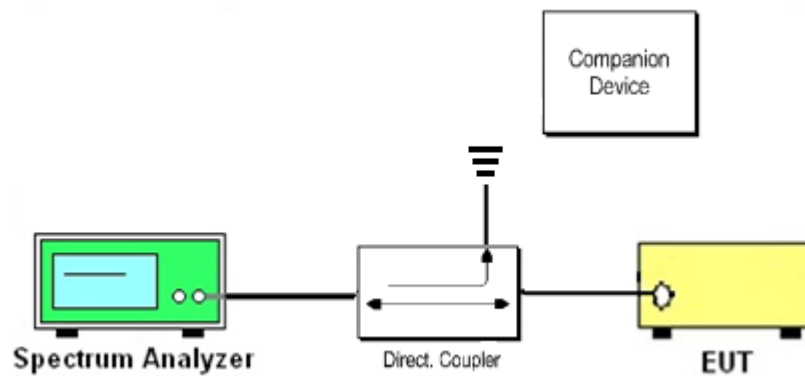 Companion
Device
Spectrum Analyzer
Direct. Coupler
EUT